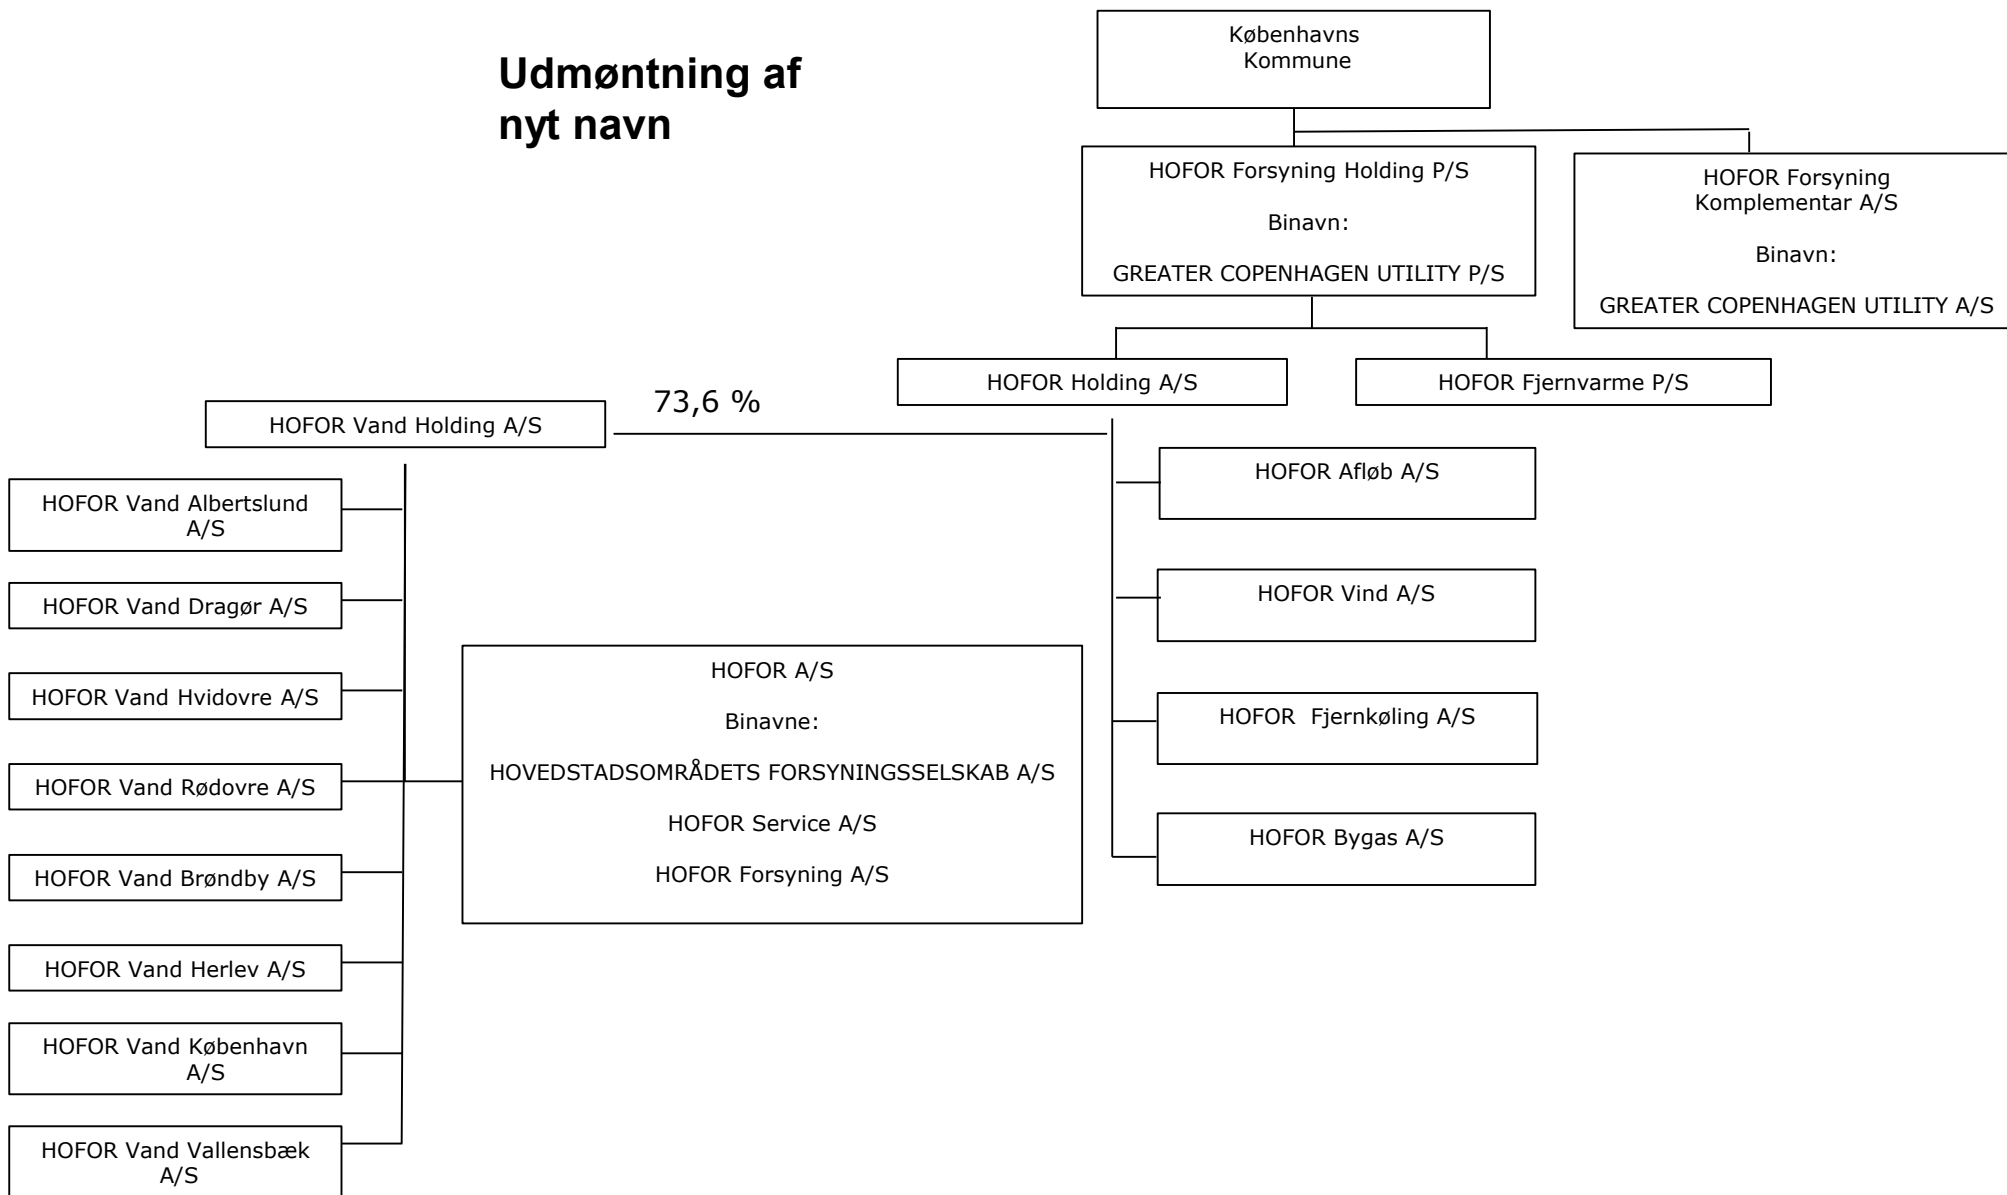 Udmøntning af
nyt navn
Københavns
Kommune
HOFOR Forsyning Holding P/S
Binavn:
GREATER COPENHAGEN UTILITY P/S
HOFOR Forsyning
Komplementar A/S
Binavn:
GREATER COPENHAGEN UTILITY A/S
HOFOR Holding A/S
HOFOR Fjernvarme P/S
73,6 %
HOFOR Vand Holding A/S
HOFOR Afløb A/S
HOFOR Vind A/S
HOFOR Fjernkøling A/S
HOFOR Bygas A/S
HOFOR Vand Albertslund
A/S
HOFOR Vand Dragør A/S
HOFOR Vand Hvidovre A/S
HOFOR Vand Rødovre A/S
HOFOR Vand Brøndby A/S
HOFOR Vand Herlev A/S
HOFOR Vand København
A/S
HOFOR Vand Vallensbæk
A/S
HOFOR A/S
Binavne:
HOVEDSTADSOMRÅDETS FORSYNINGSSELSKAB A/S
HOFOR Service A/S
HOFOR Forsyning A/S